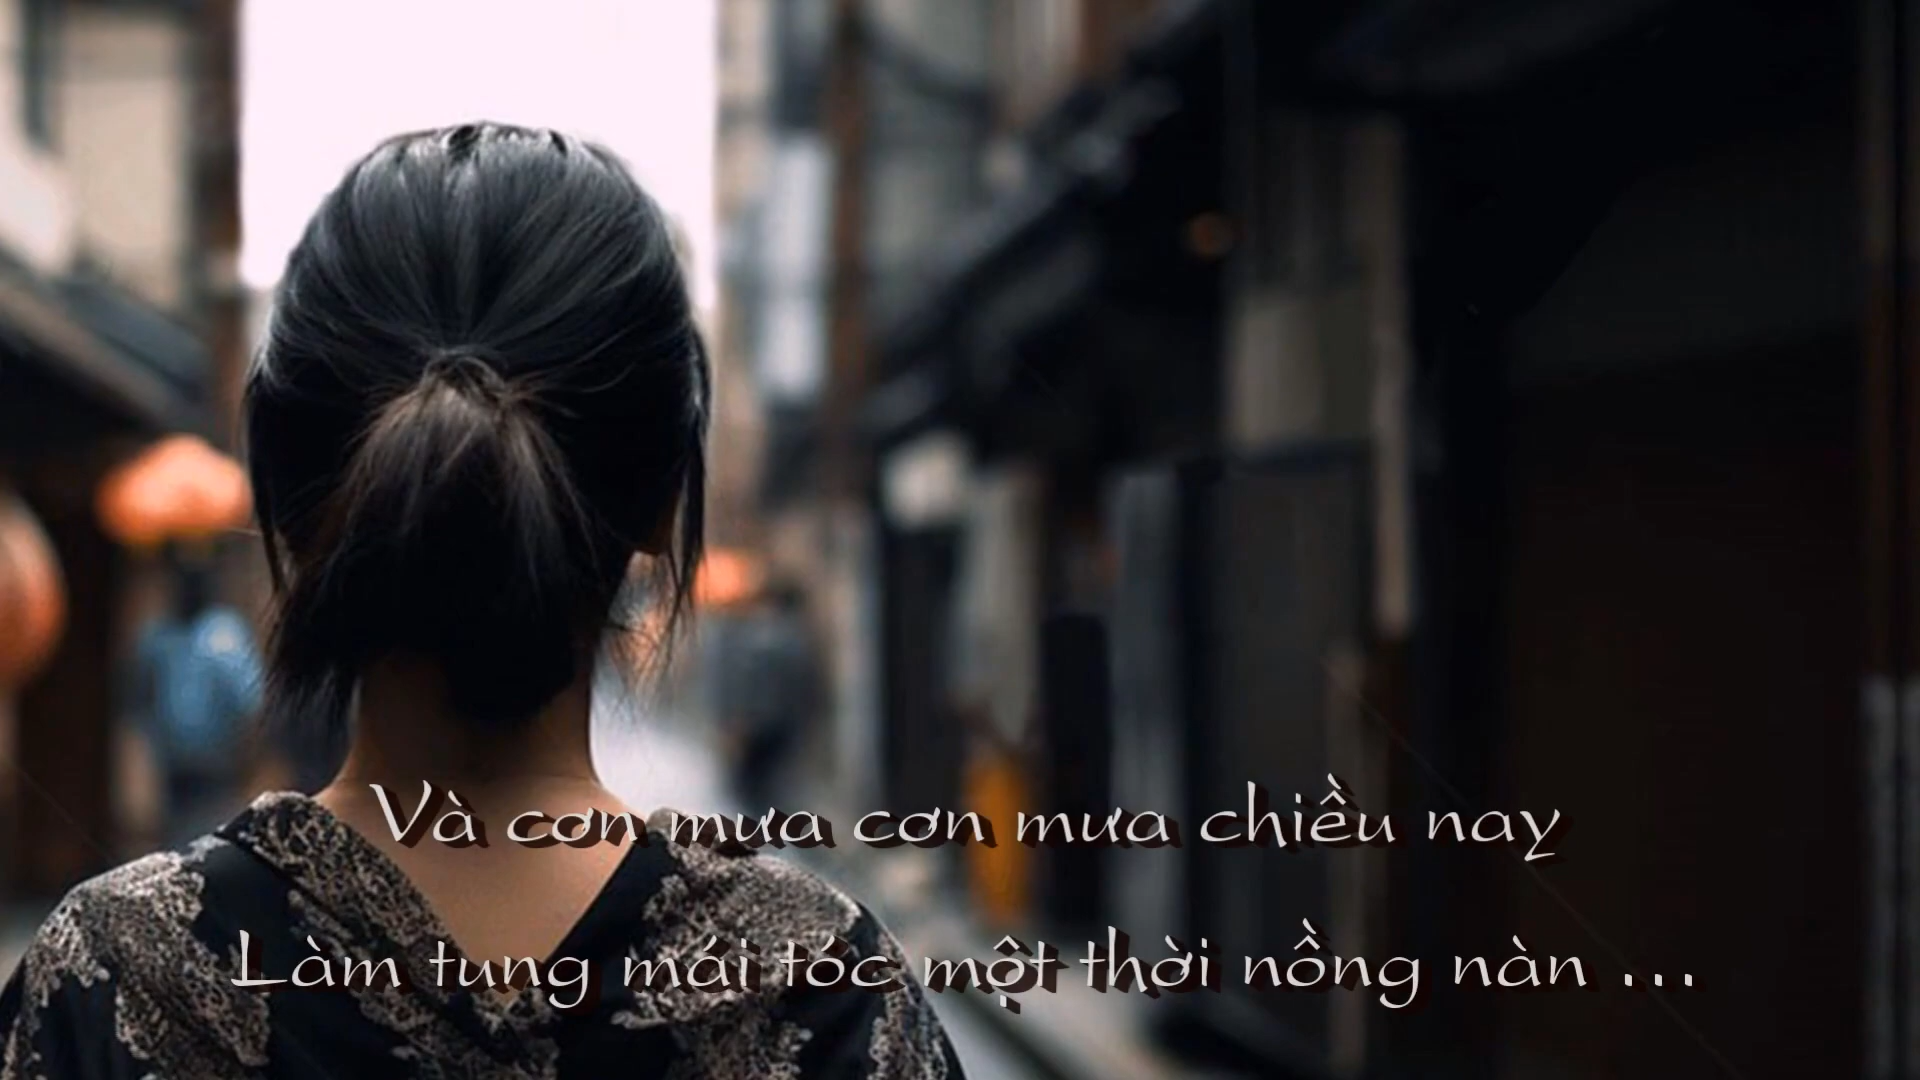 Và cơn mưa cơn mưa chiều nay
Làm tung mái tóc một thời nồng nàn ...